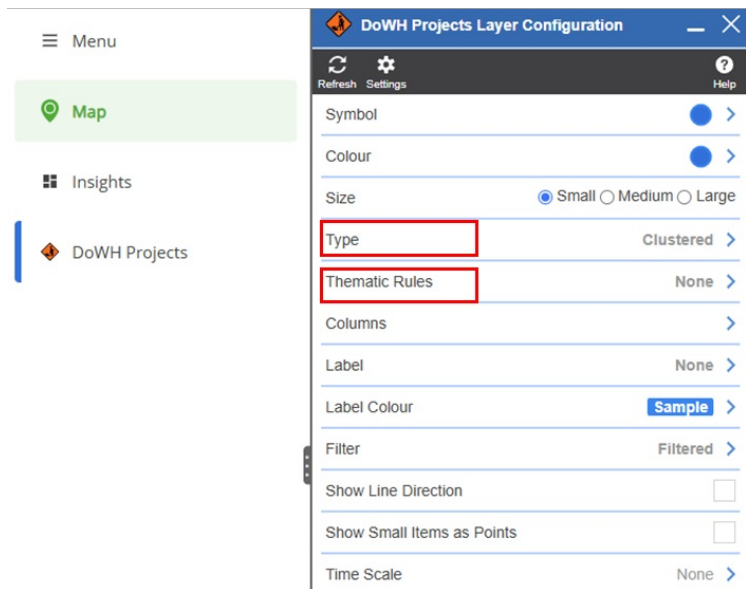 Menu
Map
Insights
DoWH Projects
DoWH Projects Layer Configuration
Refresh Settings Help
Symbol
Colour
Size Small Medium Large
Type Clustered
Thematic Rules None
Columns
Label None
Label Colour Sample
Filter Filtered
Show Line Direction
Show Small Items as Points
Time Scale None